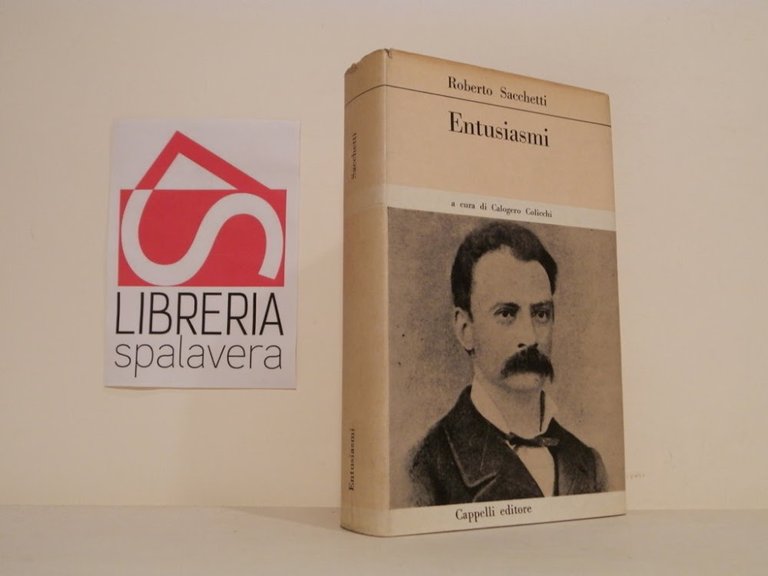 LIBRERIA
spalavera
Sacchetti
Entusiasmi
Roberto Sacchetti
Entusiasmi
a cura di Calogero Colicchi
Cappelli editore